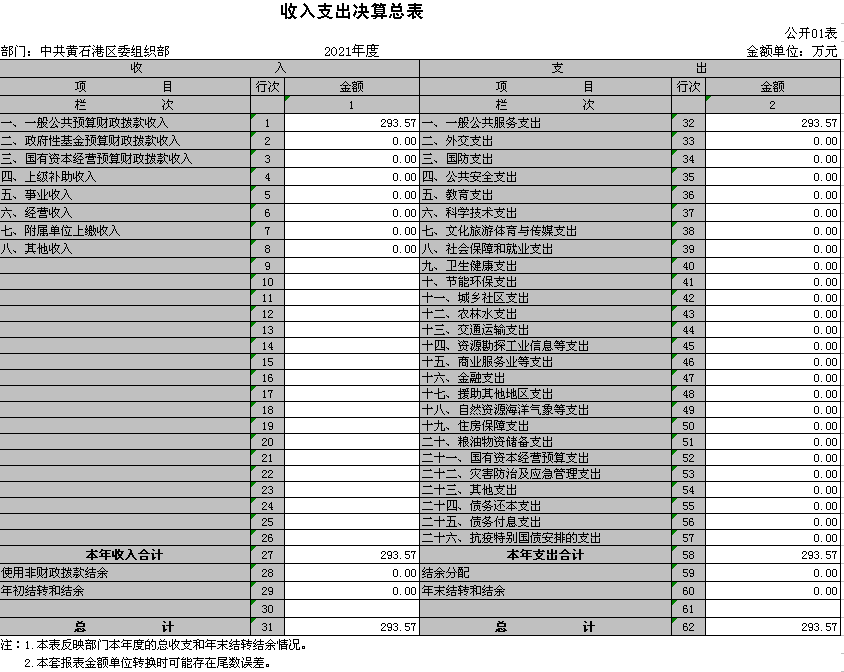 收入支出决算总表
公开01表
部门：中共黄石港区委组织部 2021年度 金额单位：万元
收 入 支 出
项 目 行次 金额 项 目 行次 金额
栏 次 1 栏 次 2
一、一般公共预算财政拨款收入 1 293.57 一、一般公共服务支出 32 293.57
二、政府性基金预算财政拨款收入 2 0.00 二、外交支出 33 0.00
三、国有资本经营预算财政拨款收入 3 0.00 三、国防支出 34 0.00
四、上级补助收入 4 0.00 四、公共安全支出 35 0.00
五、事业收入 5 0.00 五、教育支出 36 0.00
六、经营收入 6 0.00 六、科学技术支出 37 0.00
七、附属单位上缴收入 7 0.00 七、文化旅游体育与传媒支出 38 0.00
八、其他收入 8 0.00 八、社会保障和就业支出 39 0.00
9 九、卫生健康支出 40 0.00
10 十、节能环保支出 41 0.00
11 十一、城乡社区支出 42 0.00
12 十二、农林水支出 43 0.00
13 十三、交通运输支出 44 0.00
14 十四、资源勘探工业信息等支出 45 0.00
15 十五、商业服务业等支出 46 0.00
16 十六、金融支出 47 0.00
17 十七、援助其他地区支出 48 0.00
18 十八、自然资源海洋气象等支出 49 0.00
19 十九、住房保障支出 50 0.00
20 二十、粮油物资储备支出 51 0.00
21 二十一、国有资本经营预算支出 52 0.00
22 二十二、灾害防治及应急管理支出 53 0.00
23 二十三、其他支出 54 0.00
24 二十四、债务还本支出 55 0.00
25 二十五、债务付息支出 56 0.00
26 二十六、抗疫特别国债安排的支出 57 0.00
本年收入合计 27 293.57 本年支出合计 58 293.57
使用非财政拨款结余 28 0.00 结余分配 59 0.00
年初结转和结余 29 0.00 年末结转和结余 60 0.00
30 61
总 计 31 293.57 总 计 62 293.57
注：1.本表反映部门本年度的总收支和年末结转结余情况。
2.本套报表金额单位转换时可能存在尾数误差。